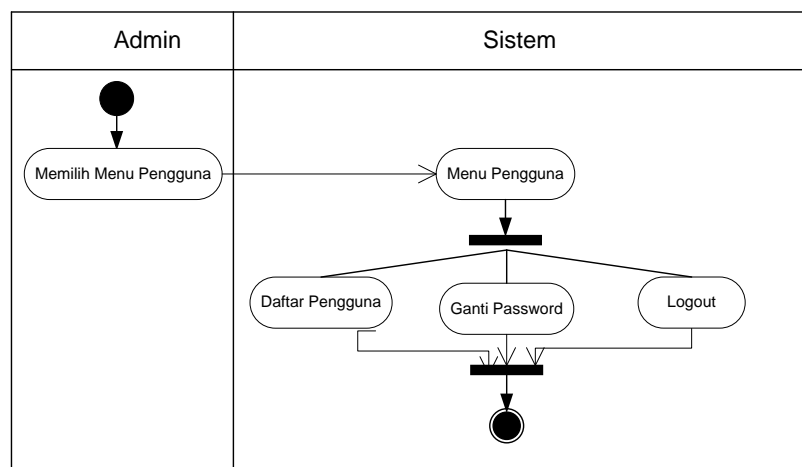 Admin
Sistem
Memilih Menu Pengguna
Menu Pengguna
Daftar Pengguna
Ganti Password
Logout